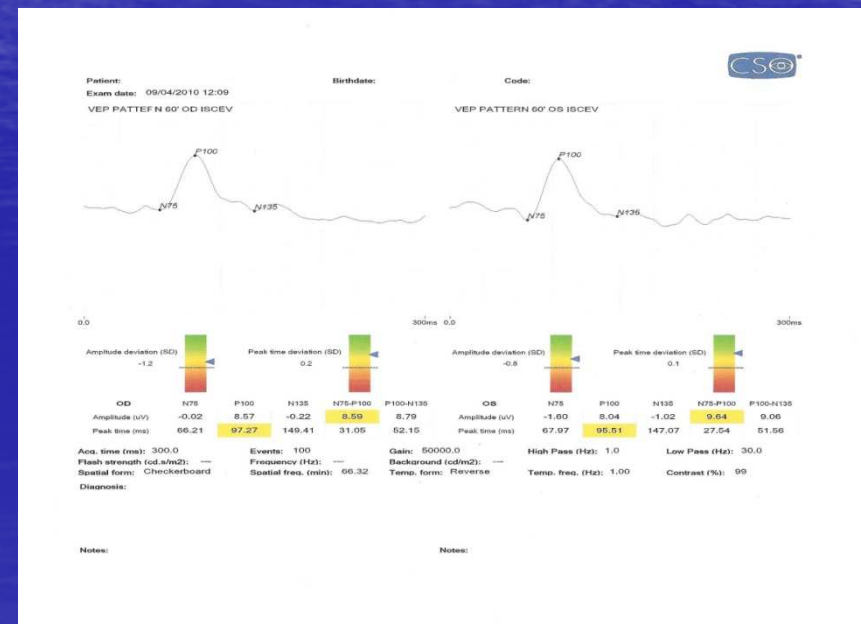 CSO
Patient: Birthdate: Code:
Exam date: 09/04/2010 12:09
VEP PATTEFN 60' OD ISCEV VEP PATTERN 60' OS ISCEV
P100 P100
N75 N135 N75 N135
0.0 300ms 0.0 300ms
Amplitude deviation (SD) Peak time deviation (SD) Amplitude deviation (SD) Peak time deviation (SD)
-1.2 0.2 -0.8 0.1
OD N75 P100 N135 N75-P100 P100-N135 OS N75 P100 N135 N75-P100 P100-N135
Amplitude (uV) -0.02 8.57 -0.22 8.59 8.79 Amplitude (uV) -1.60 8.04 -1.02 9.64 9.06
Peak time (ms) 66.21 97.27 149.41 31.05 52.15 Peak time (ms) 67.97 95.51 147.07 27.54 51.56
Acq. time (ms): 300.0 Events: 100 Gain: 50000.0 High Pass (Hz): 1.0 Low Pass (Hz): 30.0
Flash strength (cd.s/m2): --- Frequency (Hz): --- Background (cd/m2): ---
Spatial form: Checkerboard Spatial freq. (min): 66.32 Temp. form: Reverse Temp. freq. (Hz): 1.00 Contrast (%): 99
Diagnosis:
Notes: Notes: